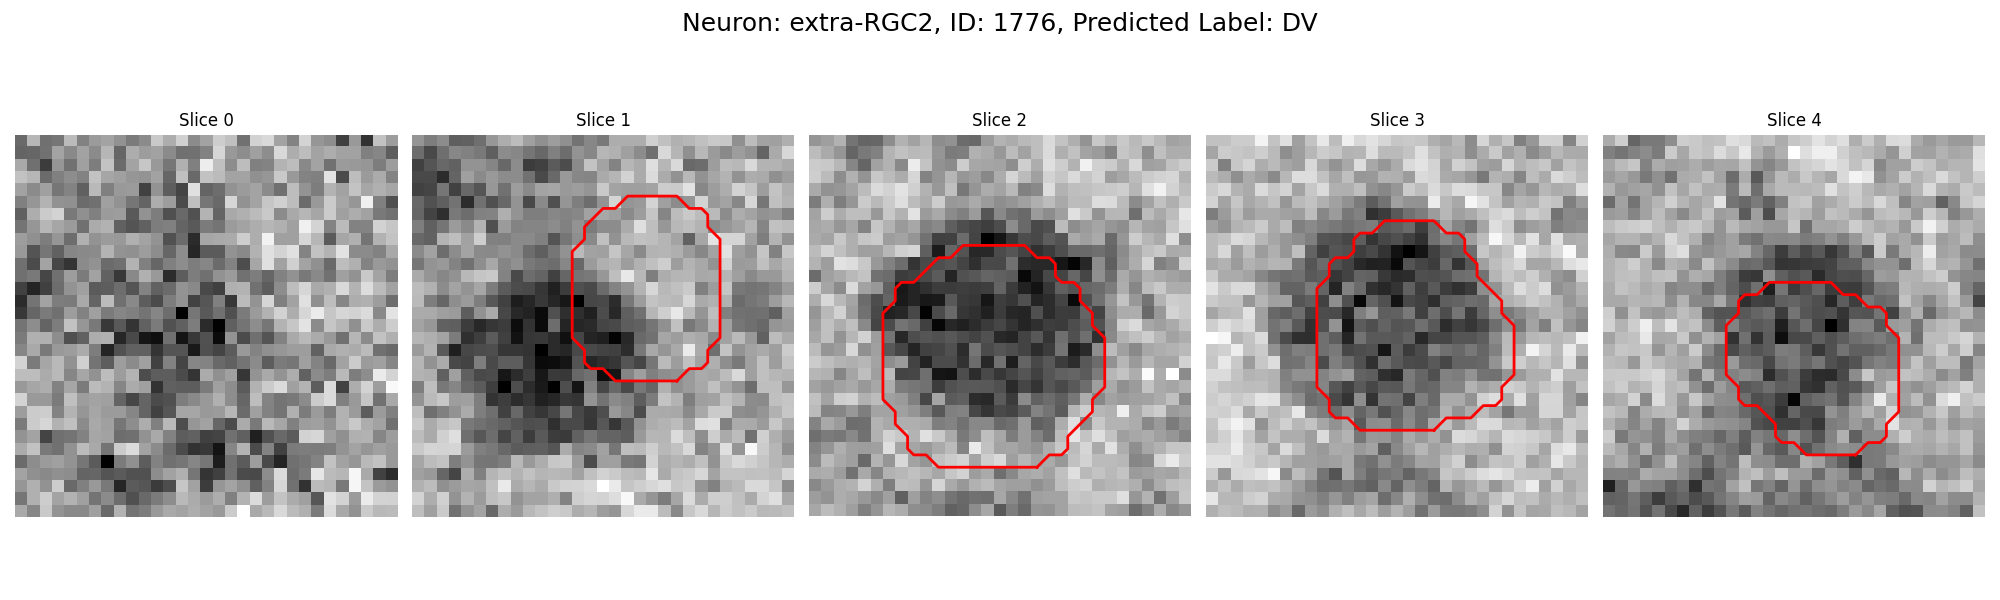 Neuron: extra-RGC2, ID: 1776, Predicted Label: DV
Slice 0
Slice 1
Slice 2
Slice 3
Slice 4